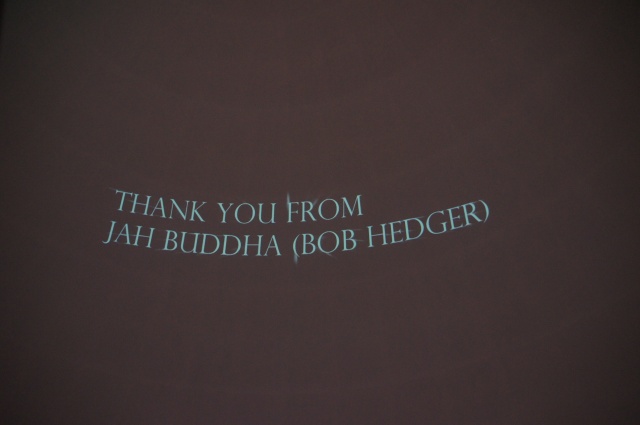 THANK YOU FROM
JAH BUDDHA (BOB HEDGER)